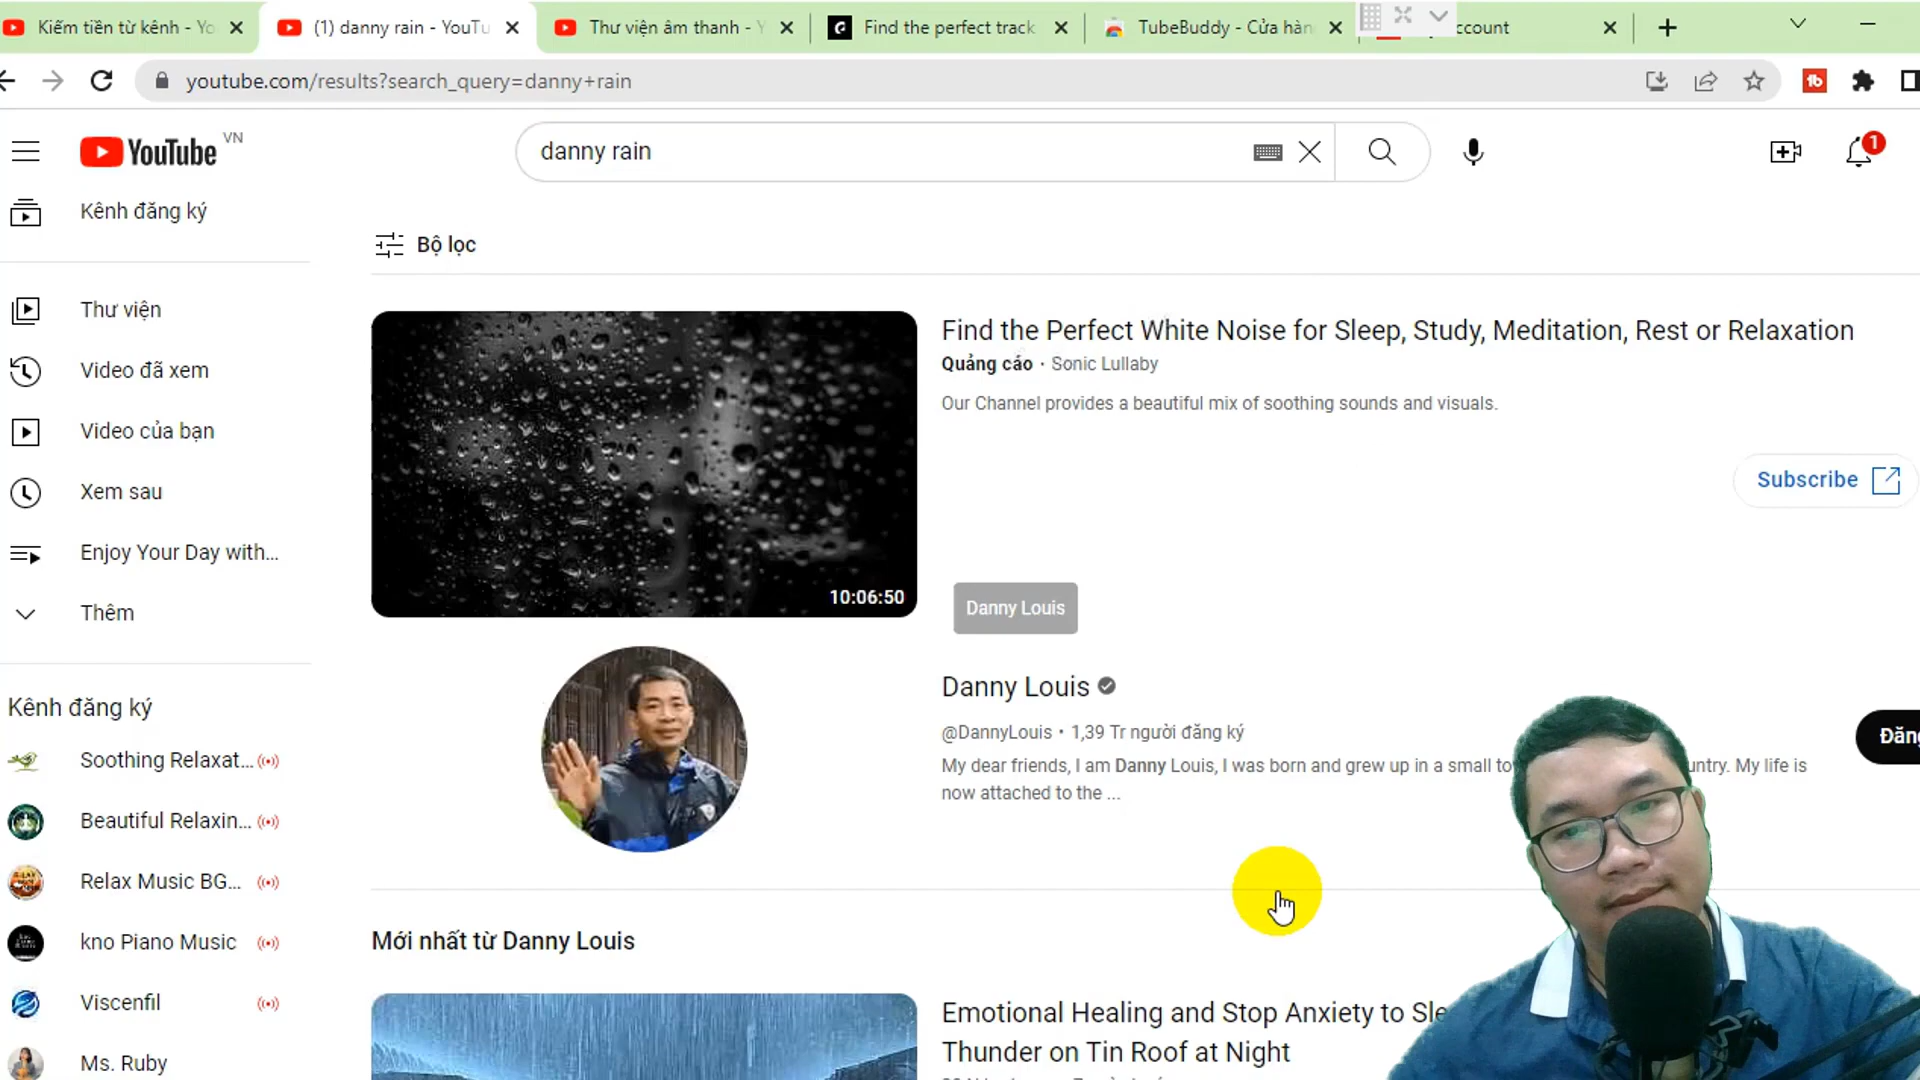 Kiếm tiền từ kênh - Yo
(1) danny rain - YouTu
Thư viện âm thanh - Y
Find the perfect track
TubeBuddy - Cửa hàn
ccount
youtube.com/results?search_query=danny+rain
YouTube VN
danny rain
1
Kênh đăng ký
Bộ lọc
Thư viện
Video đã xem
Video của bạn
Xem sau
Enjoy Your Day with...
Thêm
Find the Perfect White Noise for Sleep, Study, Meditation, Rest or Relaxation
Quảng cáo · Sonic Lullaby
Our Channel provides a beautiful mix of soothing sounds and visuals.
Subscribe
10:06:50
Danny Louis
Kênh đăng ký
Soothing Relaxat...
Beautiful Relaxin...
Relax Music BG...
kno Piano Music
Viscenfil
Ms. Ruby
Danny Louis
@DannyLouis • 1,39 Tr người đăng ký
Đăng
My dear friends, I am Danny Louis, I was born and grew up in a small to untry. My life is
now attached to the ...
Mới nhất từ Danny Louis
Emotional Healing and Stop Anxiety to Sle
Thunder on Tin Roof at Night